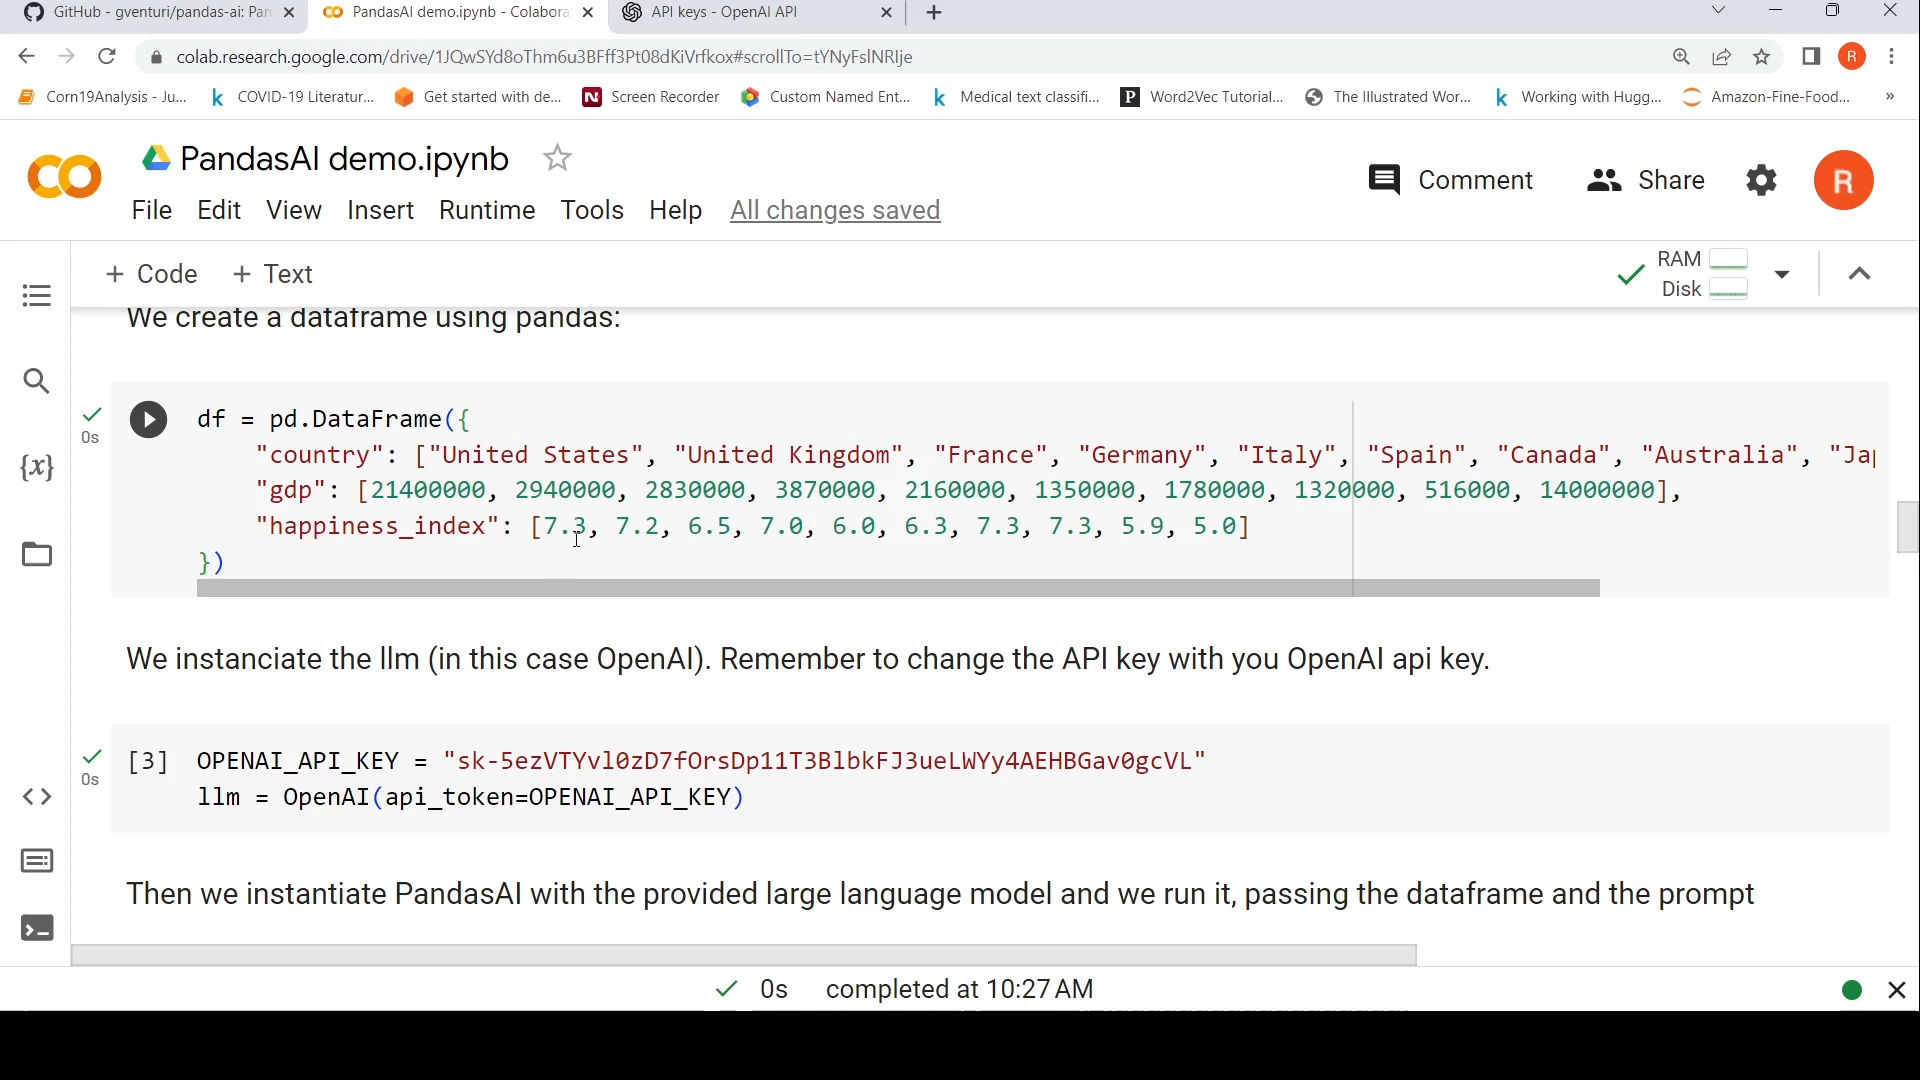 GitHub - gventuri/pandas-ai: Pan
PandasAI demo.ipynb - Colabora
API keys - OpenAI API
colab.research.google.com/drive/1JQwSYd8oThm6u3BFff3Pt08dKiVrfkox#scrollTo=tYNyFslNRIje
R
Corn19Analysis - Ju...
COVID-19 Literatur...
Get started with de...
Screen Recorder
Custom Named Ent...
Medical text classifi...
Word2Vec Tutorial...
The Illustrated Wor...
Working with Hugg...
Amazon-Fine-Food...
»
PandasAI demo.ipynb
File Edit View Insert Runtime Tools Help All changes saved
Comment
Share
R
+ Code + Text
RAM
Disk
We create a dataframe using pandas:
0s
df = pd.DataFrame({
"country": ["United States", "United Kingdom", "France", "Germany", "Italy", "Spain", "Canada", "Australia", "Jap
"gdp": [21400000, 2940000, 2830000, 3870000, 2160000, 1350000, 1780000, 1320000, 516000, 14000000],
"happiness_index": [7.3, 7.2, 6.5, 7.0, 6.0, 6.3, 7.3, 7.3, 5.9, 5.0]
})
We instanciate the llm (in this case OpenAI). Remember to change the API key with you OpenAI api key.
0s
[3] OPENAI_API_KEY = "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"
llm = OpenAI(api_token=OPENAI_API_KEY)
Then we instantiate PandasAI with the provided large language model and we run it, passing the dataframe and the prompt
0s completed at 10:27 AM